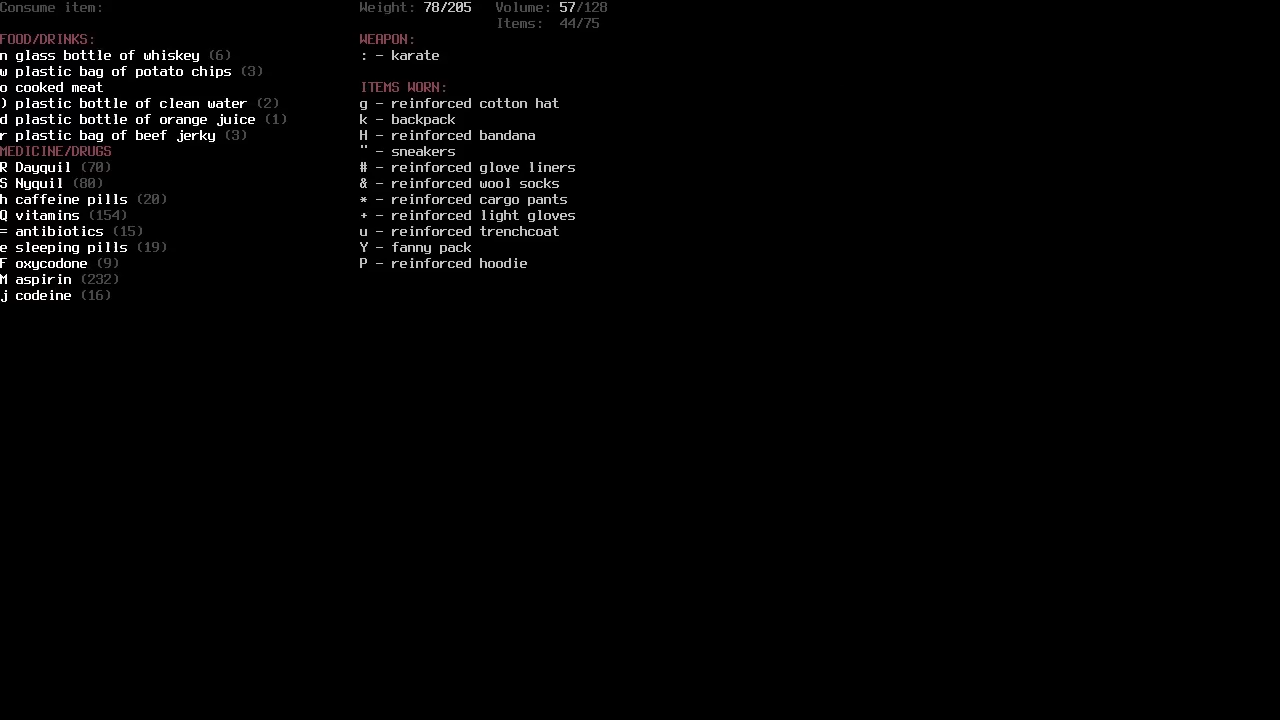 Consume item:
Weight: 78/205 Volume: 57/128
Items: 44/75
FOOD/DRINKS:
n glass bottle of whiskey (6)
w plastic bag of potato chips (3)
o cooked meat
) plastic bottle of clean water (2)
d plastic bottle of orange juice (1)
r plastic bag of beef jerky (3)
MEDICINE/DRUGS
R Dayquil (70)
S Nyquil (80)
h caffeine pills (20)
Q vitamins (154)
= antibiotics (15)
e sleeping pills (19)
F oxycodone (9)
M aspirin (232)
j codeine (16)
WEAPON:
: - karate
ITEMS WORN:
g - reinforced cotton hat
k - backpack
H - reinforced bandana
" - sneakers
# - reinforced glove liners
& - reinforced wool socks
* - reinforced cargo pants
+ - reinforced light gloves
u - reinforced trenchcoat
Y - fanny pack
P - reinforced hoodie